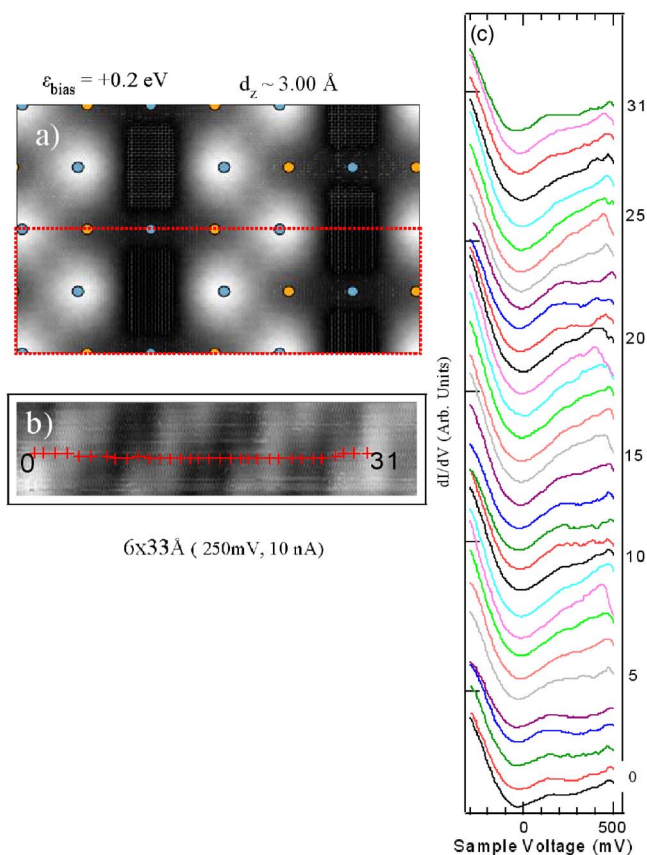 ε_bias = +0.2 eV d_z ~ 3.00 Å
a)
b)
0 31
6x33Å ( 250mV, 10 nA)
(c)
dI/dV (Arb. Units)
31
25
20
15
10
5
0
0 500
Sample Voltage (mV)